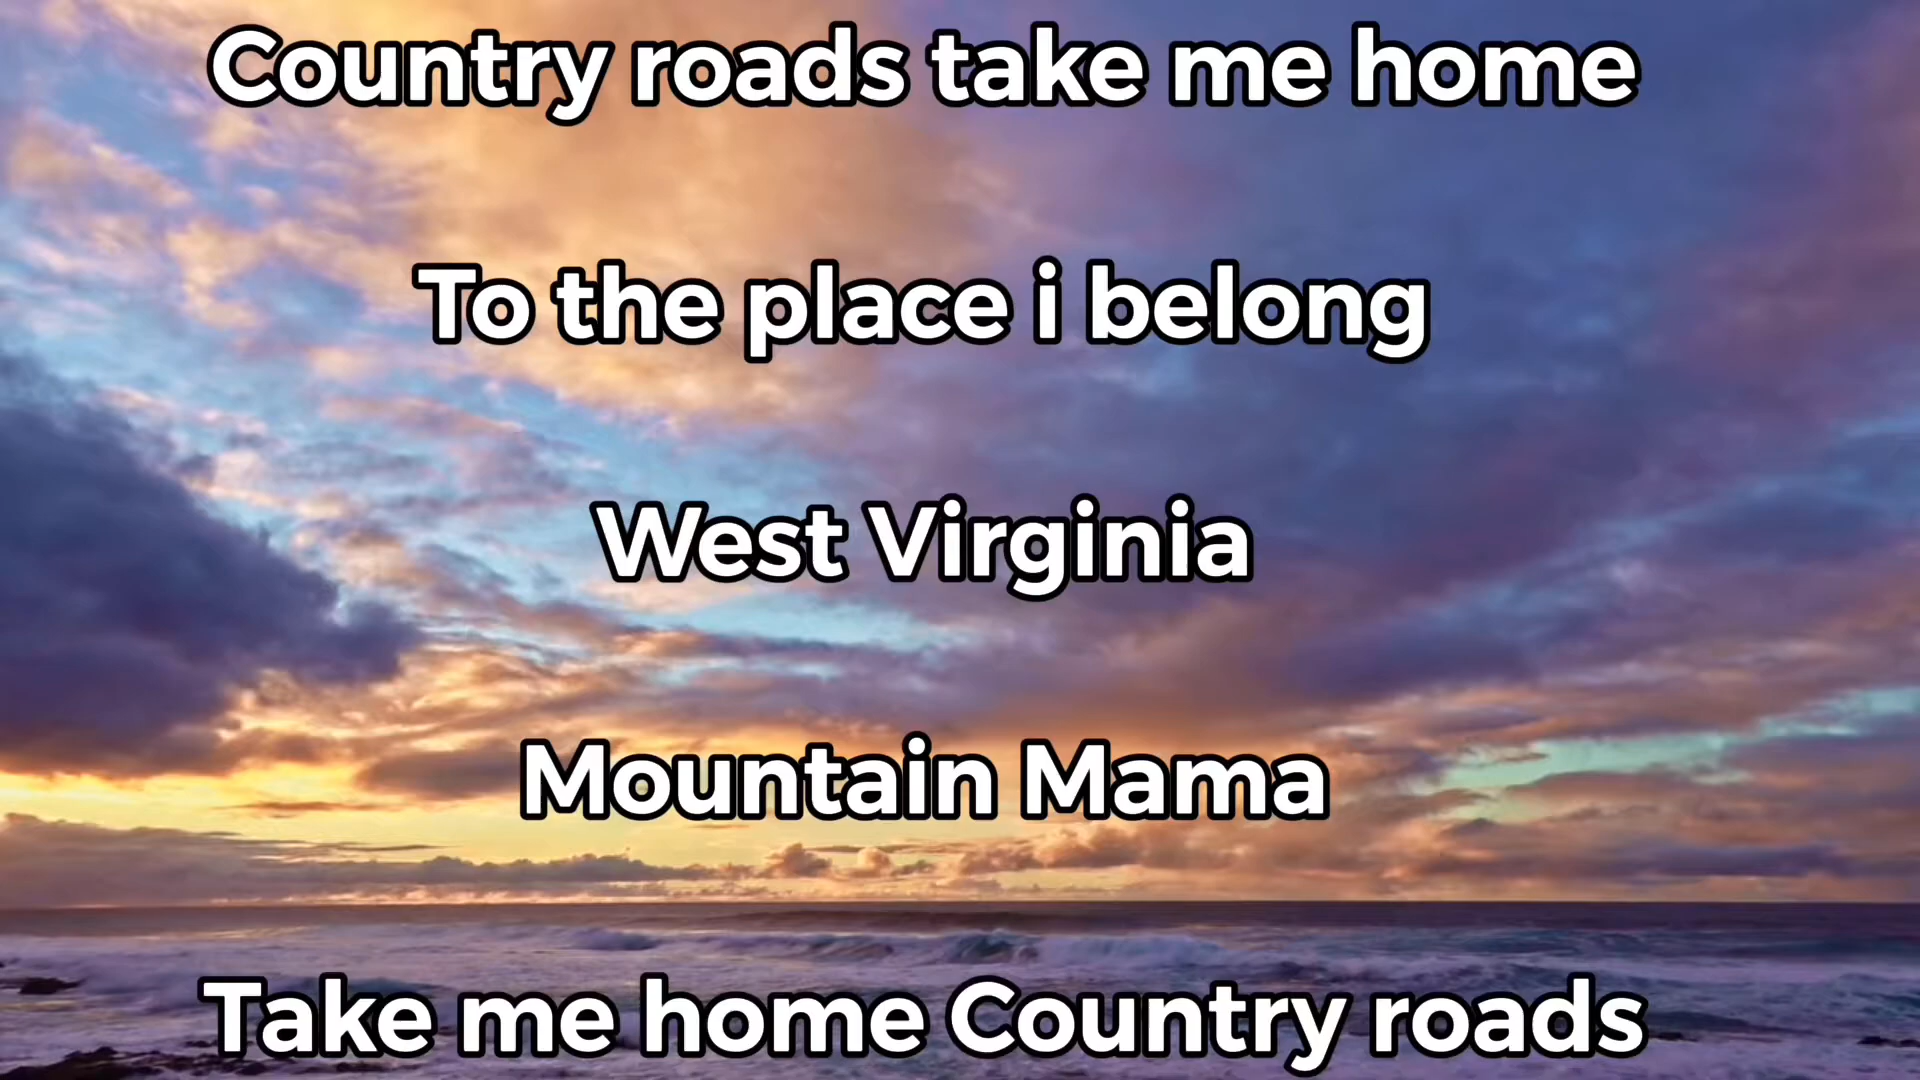 Country roads take me home
To the place i belong
West Virginia
Mountain Mama
Take me home Country roads